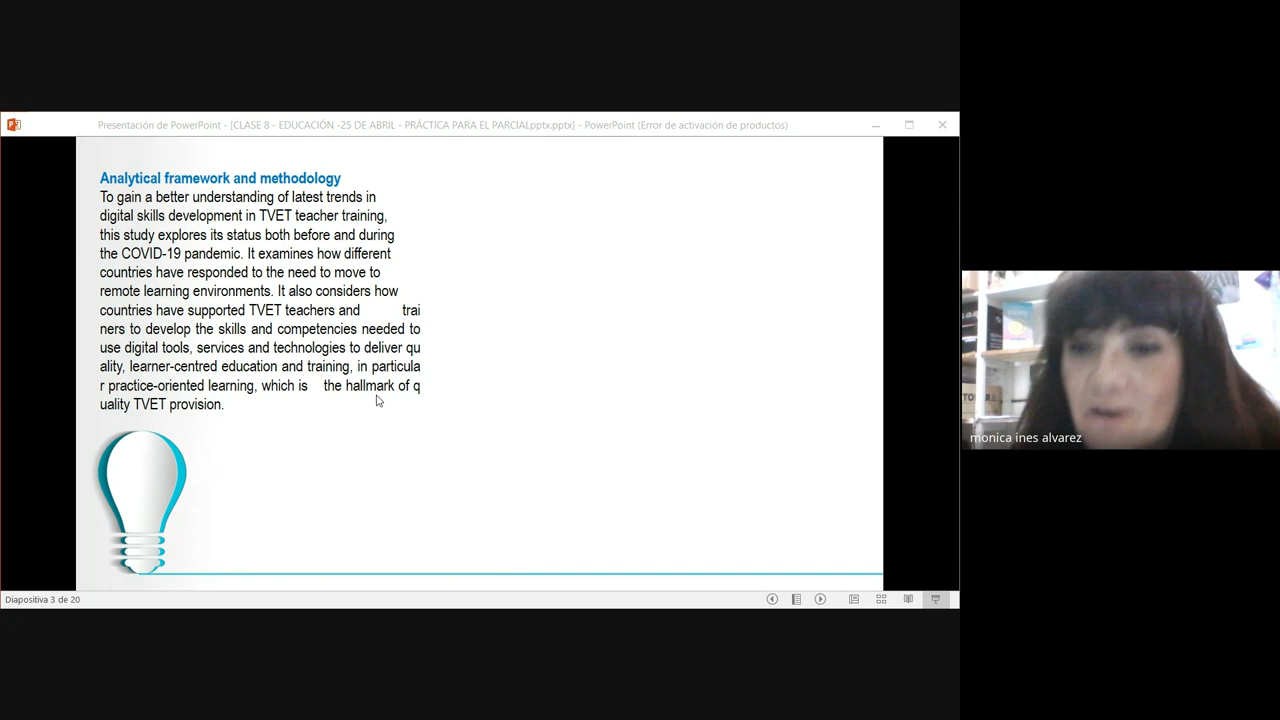 Presentación de PowerPoint - [CLASE 8 - EDUCACIÓN -25 DE ABRIL - PRÁCTICA PARA EL PARCIALpptx.pptx] - PowerPoint (Error de activación de productos)
Analytical framework and methodology
To gain a better understanding of latest trends in
digital skills development in TVET teacher training,
this study explores its status both before and during
the COVID-19 pandemic. It examines how different
countries have responded to the need to move to
remote learning environments. It also considers how
countries have supported TVET teachers and trai
ners to develop the skills and competencies needed to
use digital tools, services and technologies to deliver qu
ality, learner-centred education and training, in particula
r practice-oriented learning, which is the hallmark of q
uality TVET provision.
monica ines alvarez
Diapositiva 3 de 20